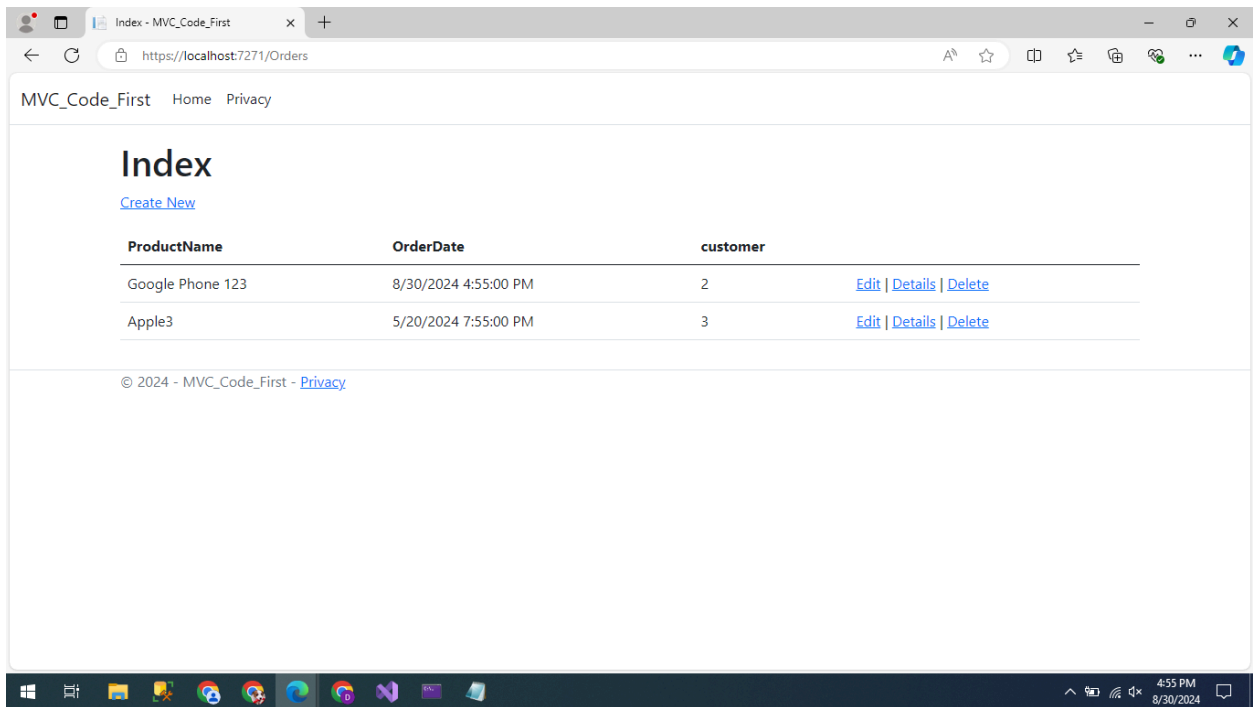 Index - MVC_Code_First
https://localhost:7271/Orders
MVC_Code_First Home Privacy
Index
Create New
ProductName OrderDate customer
Google Phone 123 8/30/2024 4:55:00 PM 2 Edit | Details | Delete
Apple3 5/20/2024 7:55:00 PM 3 Edit | Details | Delete
© 2024 - MVC_Code_First - Privacy
4:55 PM
8/30/2024